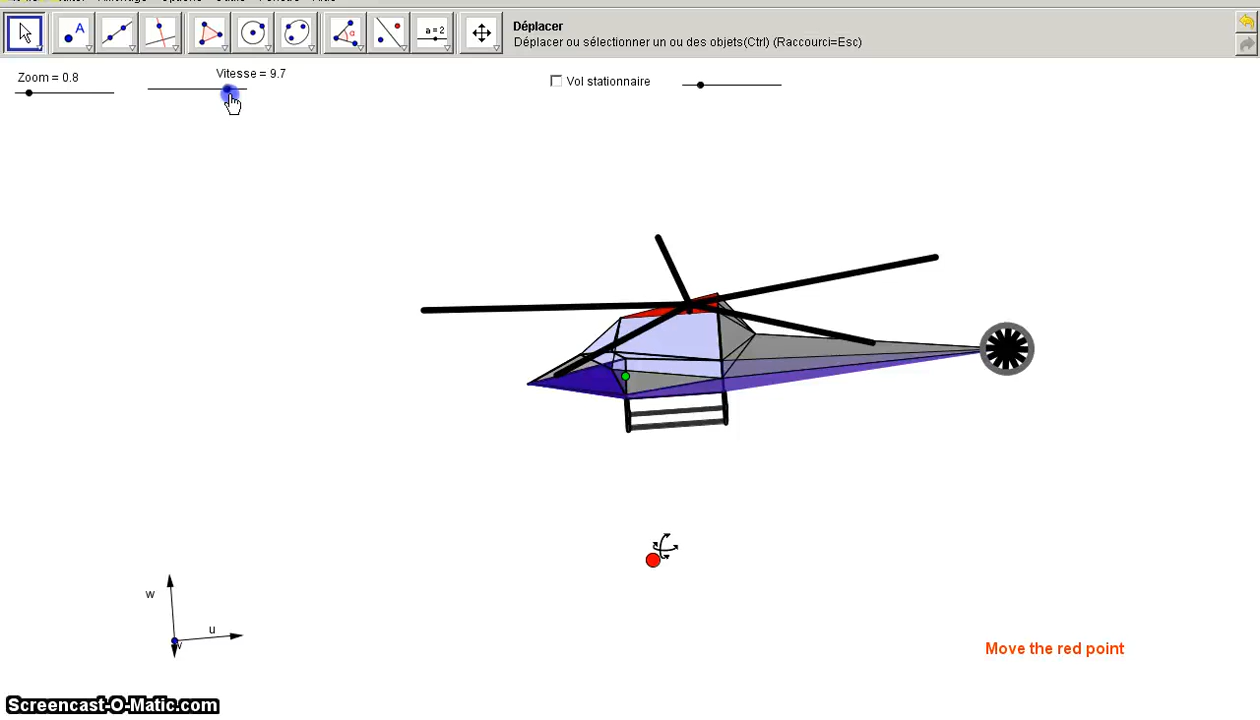 Déplacer
Déplacer ou sélectionner un ou des objets(Ctrl) (Raccourci=Esc)
A
α
a = 2
Zoom = 0.8
Vitesse = 9.7
Vol stationnaire
w
u
v
Move the red point
Screencast-O-Matic.com